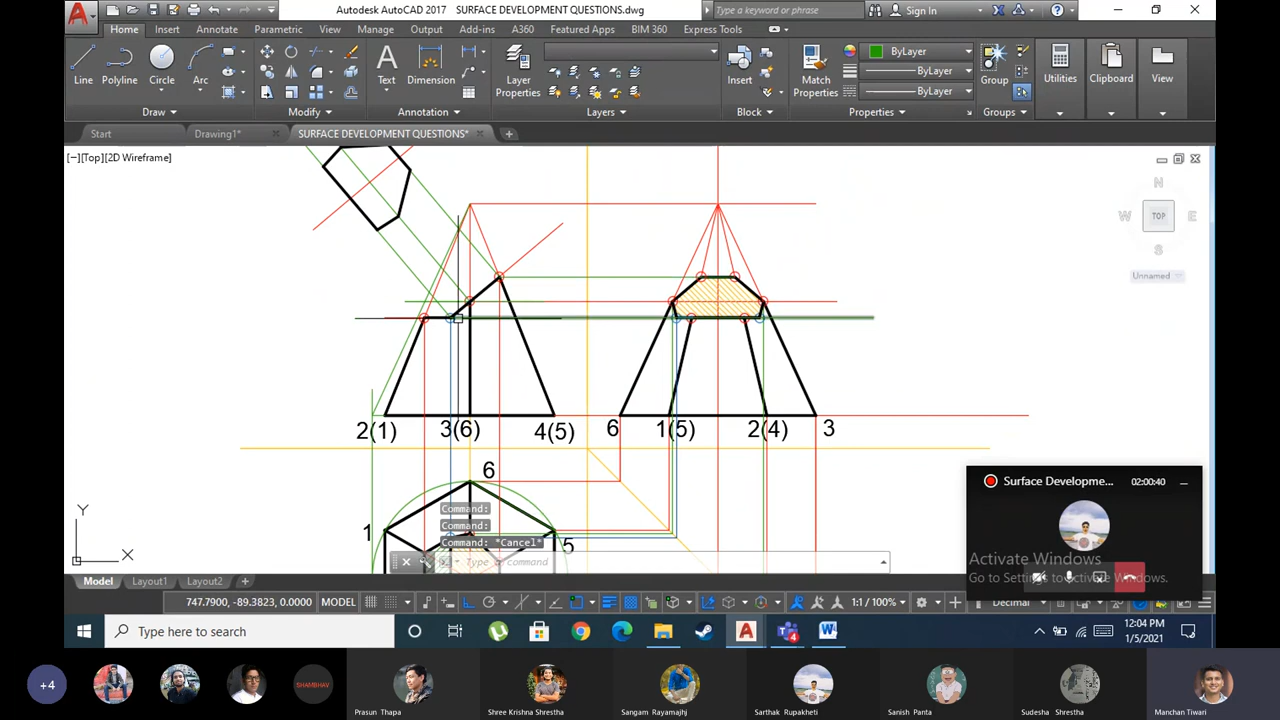 Autodesk AutoCAD 2017 SURFACE DEVELOPMENT QUESTIONS.dwg
Type a keyword or phrase
Sign In
Home Insert Annotate Parametric View Manage Output Add-ins A360 Featured Apps BIM 360 Express Tools
Line Polyline Circle Arc Text Dimension Layer Properties Insert Match Properties ByLayer ByLayer ByLayer Group Utilities Clipboard View
Draw Modify Annotation Layers Block Properties Groups
Start Drawing1* SURFACE DEVELOPMENT QUESTIONS*
[−][Top][2D Wireframe]
N
W TOP E
S
Unnamed
2(1) 3(6) 4(5) 6 1(5) 2(4) 3
6
1 5
Command:
Command:
Command: *Cancel*
Type a command
Y
X
Surface Developme... 02:00:40
Activate Windows
Go to Settings to activate Windows.
Model Layout1 Layout2
747.7900, -89.3823, 0.0000 MODEL 1:1 / 100% Decimal
Type here to search
12:04 PM
1/5/2021
+4
SHAMBHAV
Prasun Thapa Shree Krishna Shrestha Sangam Rayamajhi Sarthak Rupakheti Sanish Panta Sudesha Shrestha Manchan Tiwari